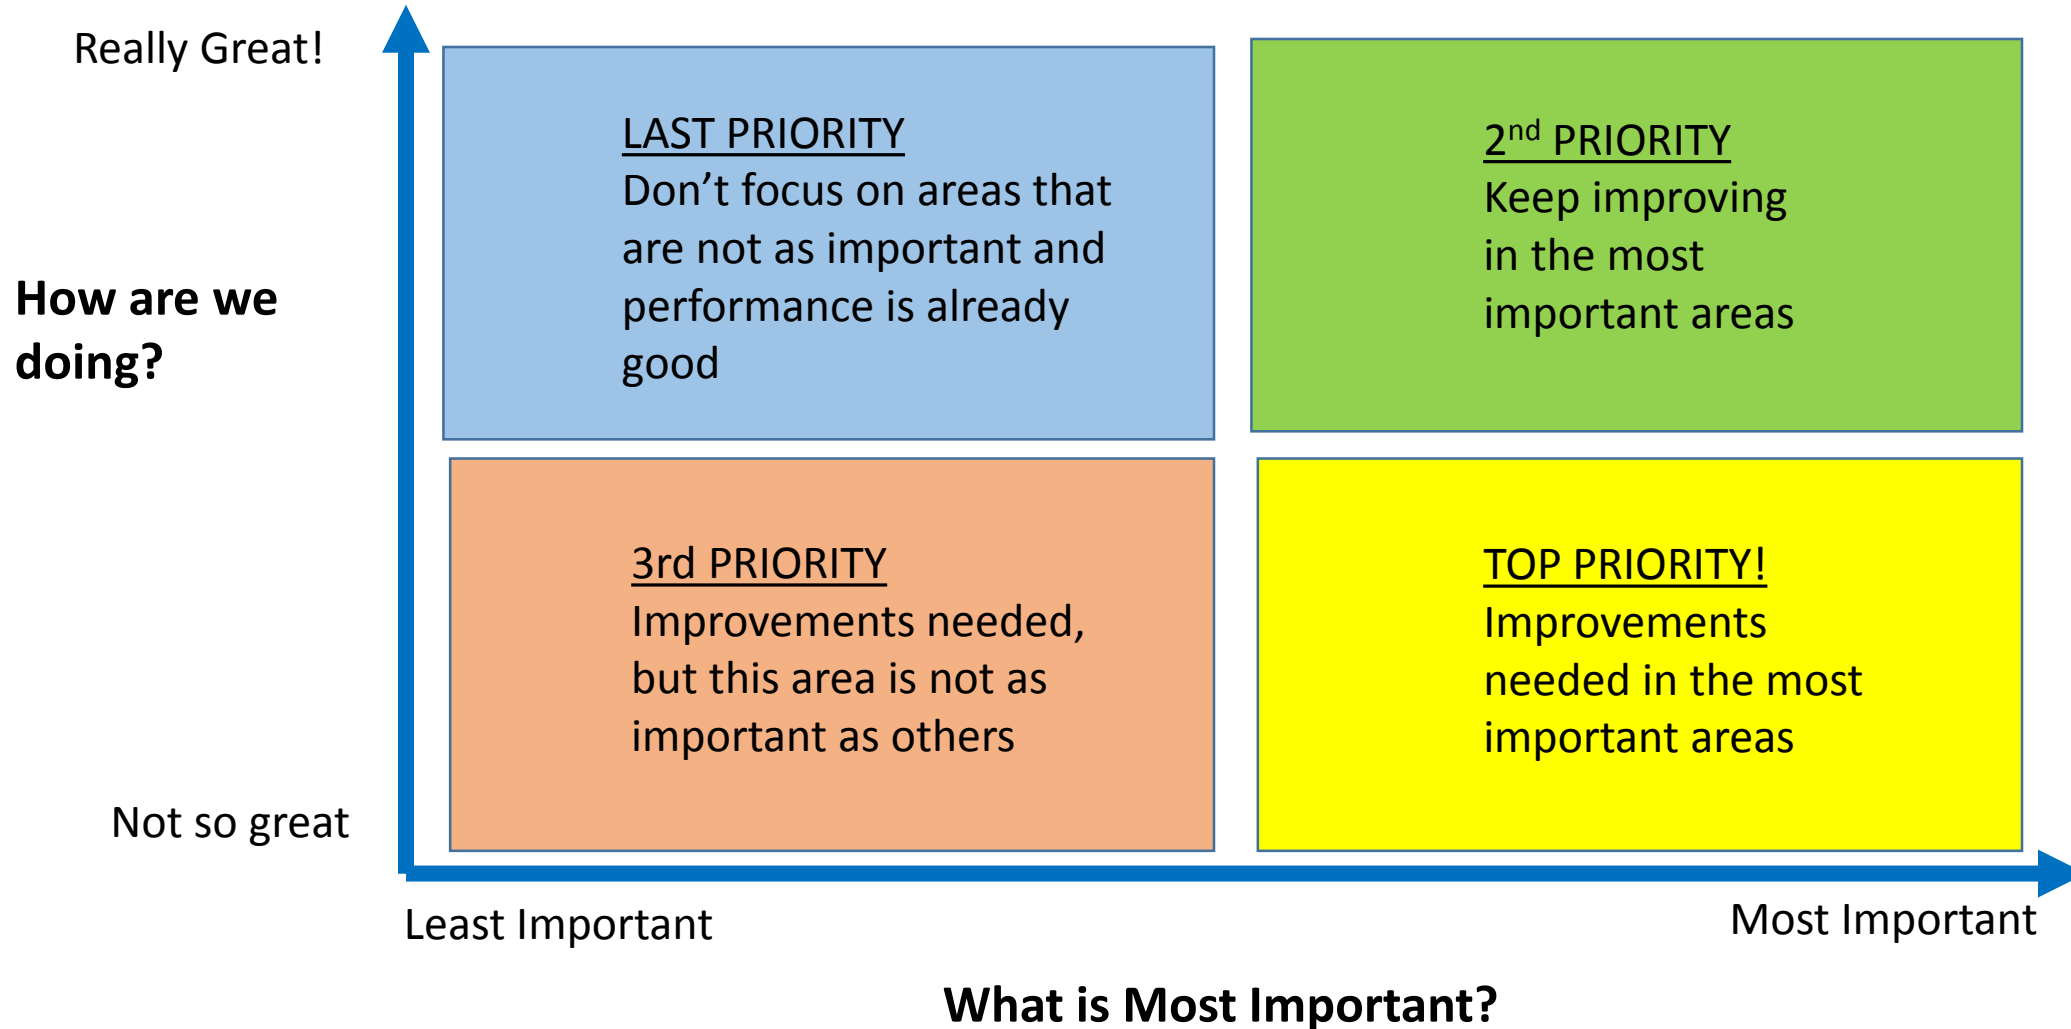 Really Great!
How are we
doing?
Not so great
LAST PRIORITY
Don’t focus on areas that
are not as important and
performance is already
good
2nd PRIORITY
Keep improving
in the most
important areas
3rd PRIORITY
Improvements needed,
but this area is not as
important as others
TOP PRIORITY!
Improvements
needed in the most
important areas
Least Important
Most Important
What is Most Important?